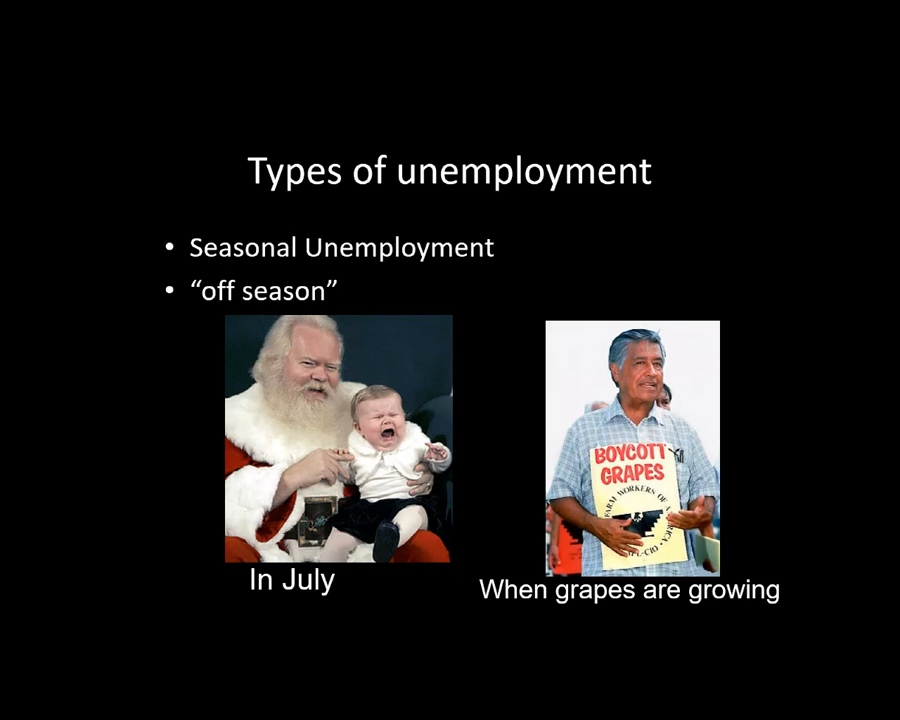 Types of unemployment
• Seasonal Unemployment
• “off season”
BOYCOTT
GRAPES
FARM WORKERS OF
AFL-CIO
In July
When grapes are growing